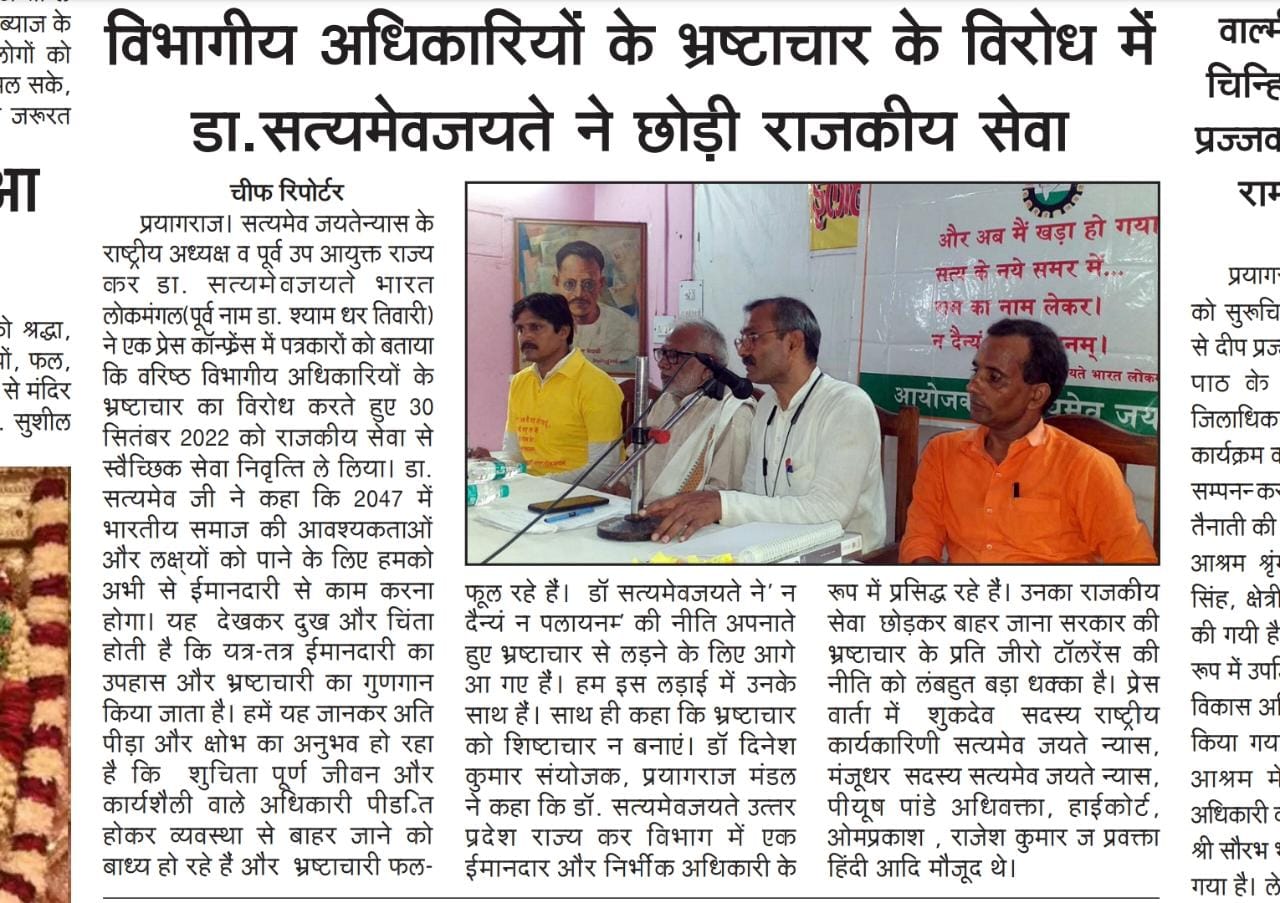 ब्याज के
लोगों को
सके,
जरूरत
आ
श्रद्धा,
फल,
से मंदिर
सुशील
विभागीय अधिकारियों के भ्रष्टाचार के विरोध में
डा.सत्यमेवजयते ने छोड़ी राजकीय सेवा
चीफ रिपोर्टर
प्रयागराज। सत्यमेव जयतेन्यास के
राष्ट्रीय अध्यक्ष व पूर्व उप आयुक्त राज्य
कर डा. सत्यमेवजयते भारत
लोकमंगल(पूर्व नाम डा. श्याम धर तिवारी)
ने एक प्रेस कॉन्फ्रेंस में पत्रकारों को बताया
कि वरिष्ठ विभागीय अधिकारियों के
भ्रष्टाचार का विरोध करते हुए 30
सितंबर 2022 को राजकीय सेवा से
स्वैच्छिक सेवा निवृत्ति ले लिया। डा.
सत्यमेव जी ने कहा कि 2047 में
भारतीय समाज की आवश्यकताओं
और लक्ष्यों को पाने के लिए हमको
अभी से ईमानदारी से काम करना
होगा। यह देखकर दुख और चिंता
होती है कि यत्र-तत्र ईमानदारी का
उपहास और भ्रष्टाचारी का गुणगान
किया जाता है। हमें यह जानकर अति
पीड़ा और क्षोभ का अनुभव हो रहा
है कि शुचिता पूर्ण जीवन और
कार्यशैली वाले अधिकारी पीडि़त
होकर व्यवस्था से बाहर जाने को
बाध्य हो रहे हैं और भ्रष्टाचारी फल-
और अब मैं खड़ा हो गया
सत्य के नये समर में...
का नाम लेकर।
न दैन्यं
नम्।
यते भारत लोक
आयोजक
यमेव जय
फूल रहे हैं। डॉ सत्यमेवजयते ने’ न
दैन्यं न पलायनम्‘ की नीति अपनाते
हुए भ्रष्टाचार से लड़ने के लिए आगे
आ गए हैं। हम इस लड़ाई में उनके
साथ हैं। साथ ही कहा कि भ्रष्टाचार
को शिष्टाचार न बनाएं। डॉ दिनेश
कुमार संयोजक, प्रयागराज मंडल
ने कहा कि डॉ. सत्यमेवजयते उत्तर
प्रदेश राज्य कर विभाग में एक
ईमानदार और निर्भीक अधिकारी के
रूप में प्रसिद्ध रहे हैं। उनका राजकीय
सेवा छोड़कर बाहर जाना सरकार की
भ्रष्टाचार के प्रति जीरो टॉलरेंस की
नीति को लंबहुत बड़ा धक्का है। प्रेस
वार्ता में शुकदेव सदस्य राष्ट्रीय
कार्यकारिणी सत्यमेव जयते न्यास,
मंजूधर सदस्य सत्यमेव जयते न्यास,
पीयूष पांडे अधिवक्ता, हाईकोर्ट,
ओमप्रकाश , राजेश कुमार ज प्रवक्ता
हिंदी आदि मौजूद थे।
वाल्मी
चिन्हि
प्रज्जव
राम
प्रयागर
को सुरूचि
से दीप प्रज
पाठ के
जिलाधिक
कार्यक्रम व
सम्पनन्कर
तैनाती की
आश्रम श्रृंग
सिंह, क्षेत्री
की गयी है
रूप में उपि
विकास अ
किया गय
आश्रम में
अधिकारी व
श्री सौरभ भ
गया है। ले